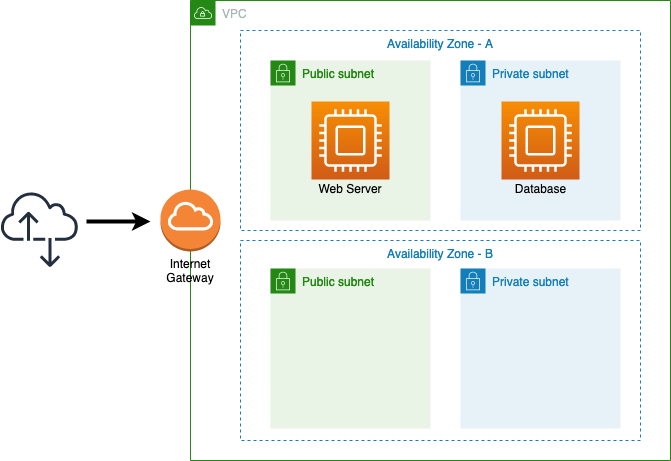 VPC
Availability Zone - A
Public subnet
Private subnet
Web Server
Database
Internet
Gateway
Availability Zone - B
Public subnet
Private subnet